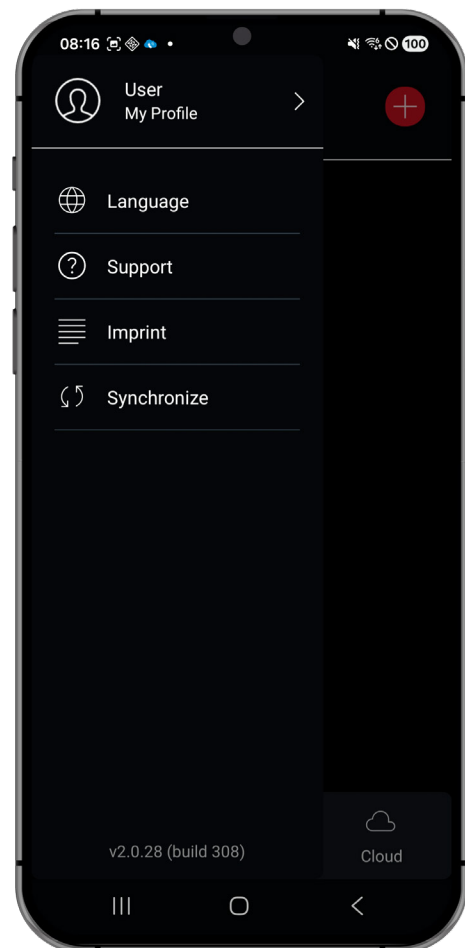 08:16
100
User
My Profile
Language
Support
Imprint
Synchronize
v2.0.28 (build 308)
Cloud